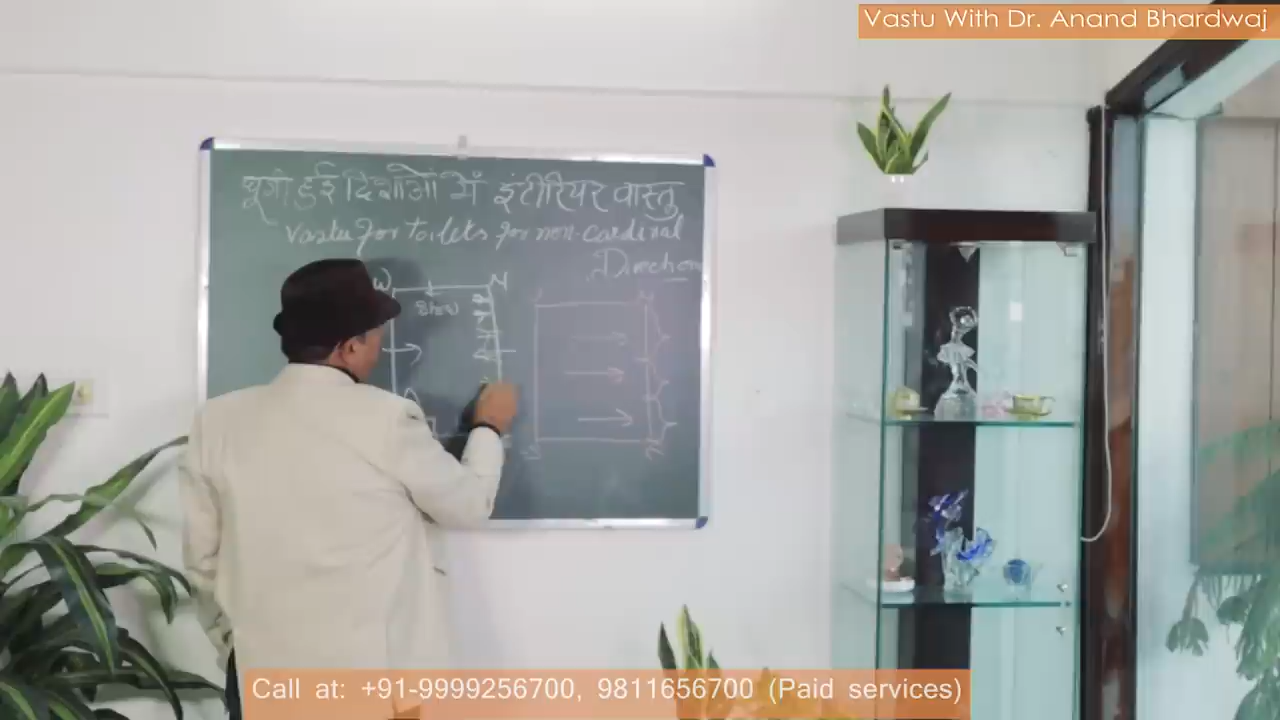 Vastu With Dr. Anand Bhardwaj
घूमी हुई दिशाओं में इंटीरियर वास्तु
Vastu for toilets for non-cardinal
Direction
W N
Call at: +91-9999256700, 9811656700 (Paid services)